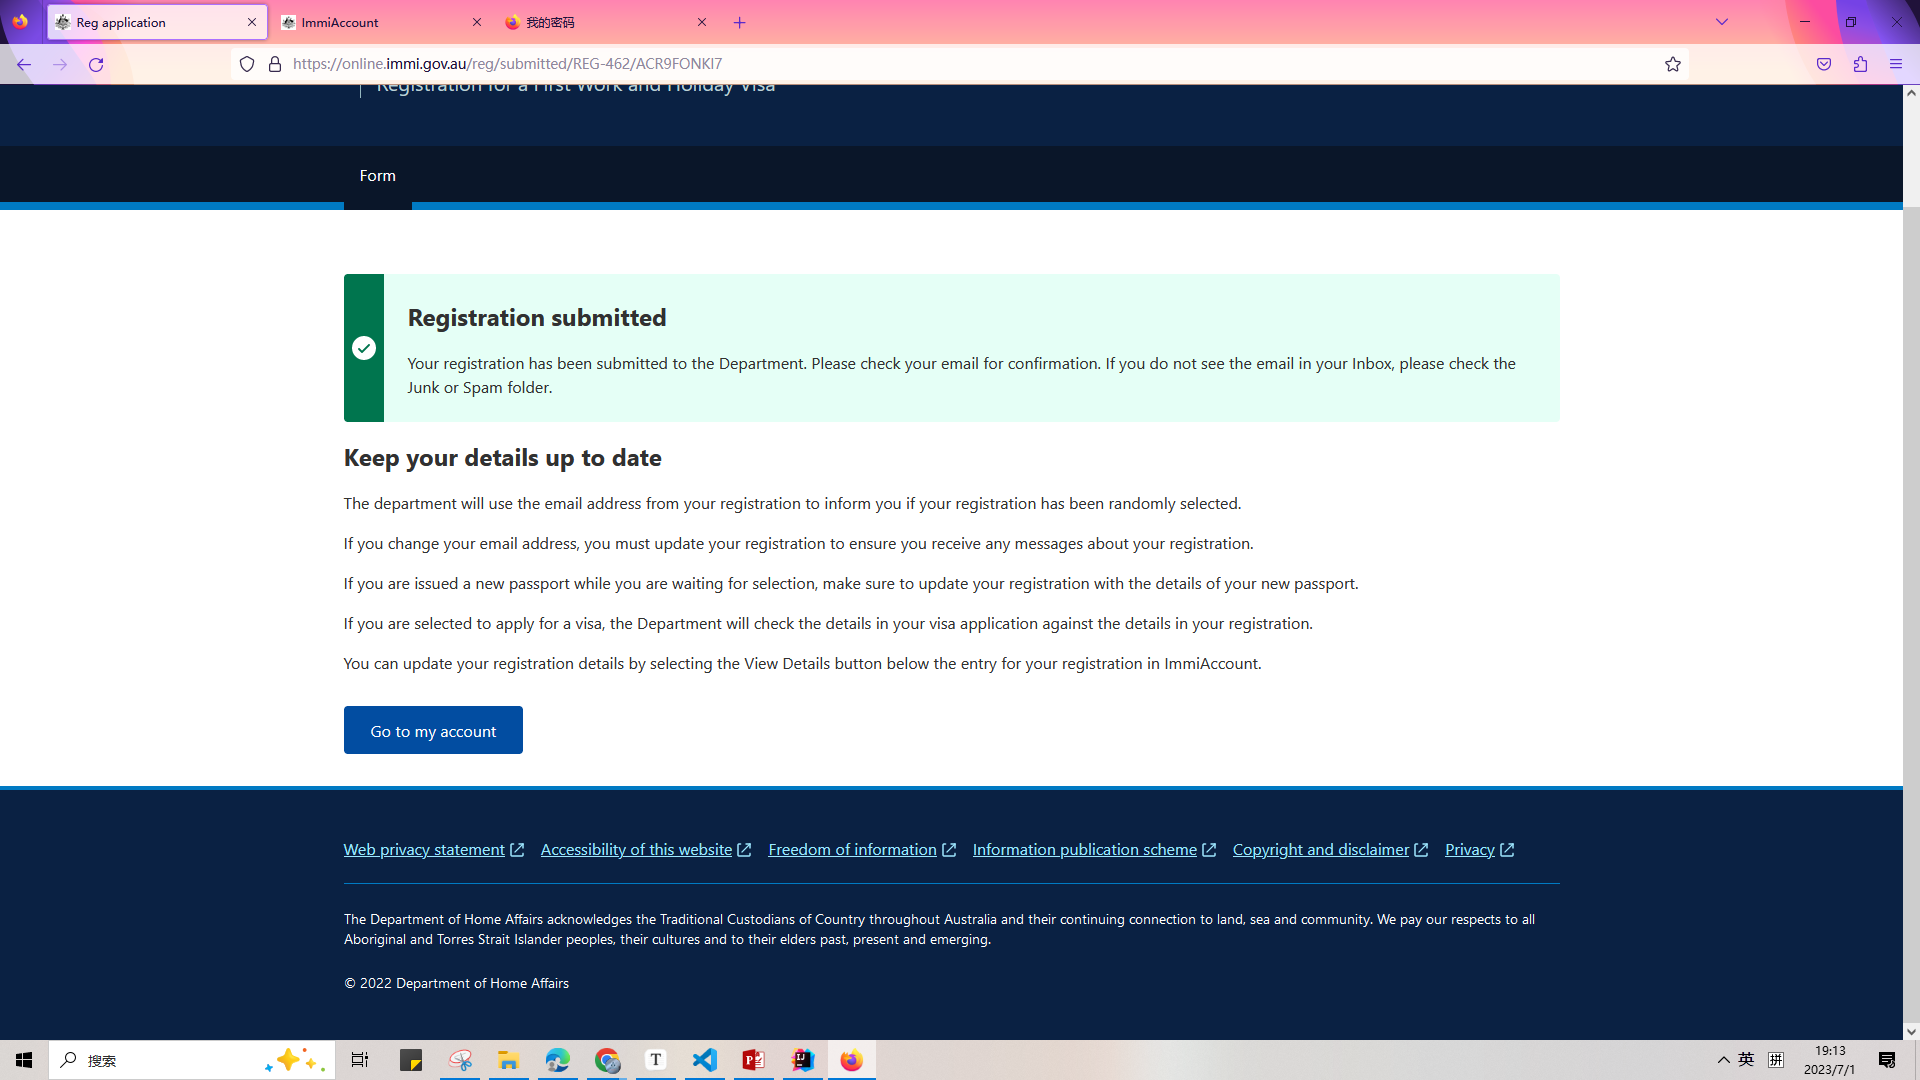 Reg application
ImmiAccount
我的密码
https://online.immi.gov.au/reg/submitted/REG-462/ACR9FONKI7
Registration for a First Work and Holiday Visa
Form
Registration submitted
Your registration has been submitted to the Department. Please check your email for confirmation. If you do not see the email in your Inbox, please check the
Junk or Spam folder.
Keep your details up to date
The department will use the email address from your registration to inform you if your registration has been randomly selected.
If you change your email address, you must update your registration to ensure you receive any messages about your registration.
If you are issued a new passport while you are waiting for selection, make sure to update your registration with the details of your new passport.
If you are selected to apply for a visa, the Department will check the details in your visa application against the details in your registration.
You can update your registration details by selecting the View Details button below the entry for your registration in ImmiAccount.
Go to my account
Web privacy statement Accessibility of this website Freedom of information Information publication scheme Copyright and disclaimer Privacy
The Department of Home Affairs acknowledges the Traditional Custodians of Country throughout Australia and their continuing connection to land, sea and community. We pay our respects to all
Aboriginal and Torres Strait Islander peoples, their cultures and to their elders past, present and emerging.
© 2022 Department of Home Affairs
搜索
T
P
IJ
英
拼
19:13
2023/7/1